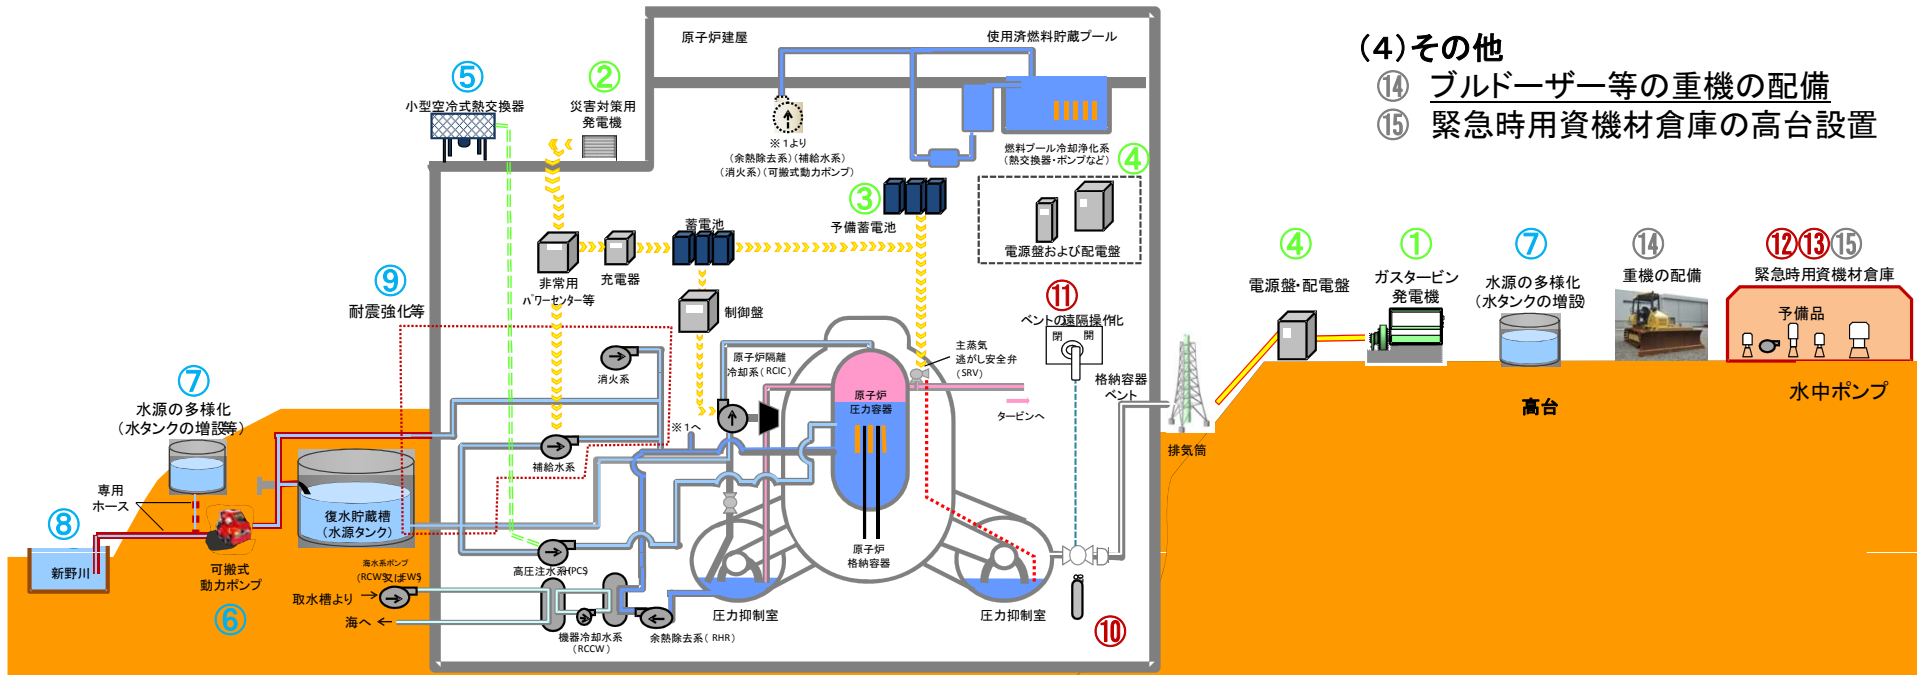 (4)その他
⑭ ブルドーザー等の重機の配備
⑮ 緊急時用資機材倉庫の高台設置
原子炉建屋
使用済燃料貯蔵プール
⑤
小型空冷式熱交換器
②
災害対策用
発電機
※1より
(余熱除去系)(補給水系)
(消火系)(可搬式動力ポンプ)
燃料プール冷却浄化系
(熱交換器・ポンプなど)
④
電源盤および配電盤
③
予備蓄電池
蓄電池
充電器
非常用
パワーセンター等
制御盤
⑨
耐震強化等
消火系
原子炉隔離
冷却系(RCIC)
主蒸気
逃がし安全弁
(SRV)
⑪
ベントの遠隔操作化
閉 開
格納容器
ベント
タービンへ
原子炉
圧力容器
原子炉
格納容器
※1へ
補給水系
高圧注水系(HPCS)
圧力抑制室
圧力抑制室
⑩
機器冷却水系
(RCCW)
余熱除去系(RHR)
⑦
水源の多様化
(水タンクの増設等)
専用
ホース
⑧
新野川
可搬式
動力ポンプ
⑥
復水貯蔵槽
(水源タンク)
海水系ポンプ
取水槽より
海へ
排気筒
④
電源盤・配電盤
①
ガスタービン
発電機
⑦
水源の多様化
(水タンクの増設)
⑭
重機の配備
⑫⑬⑮
緊急時用資機材倉庫
予備品
水中ポンプ
高台